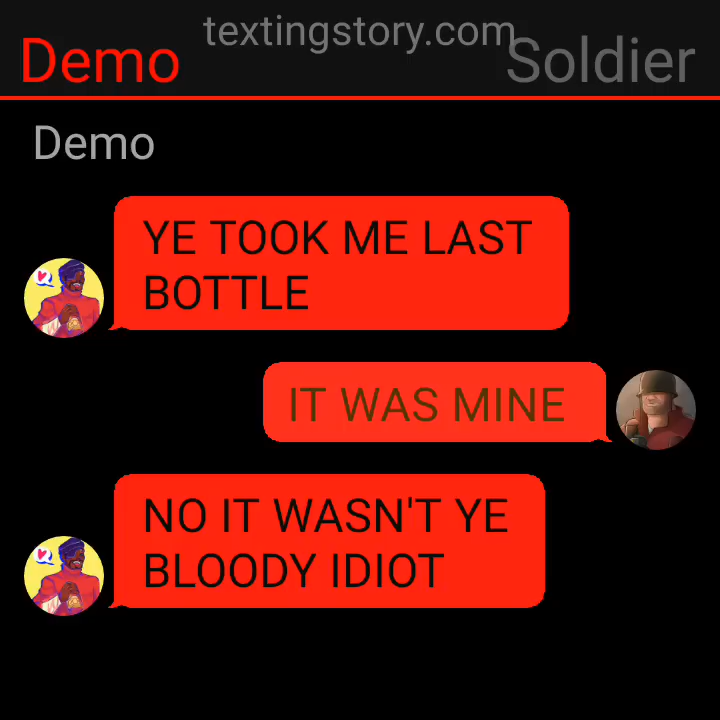 textingstory.com
Demo
Soldier
Demo
YE TOOK ME LAST
BOTTLE
IT WAS MINE
NO IT WASN'T YE
BLOODY IDIOT